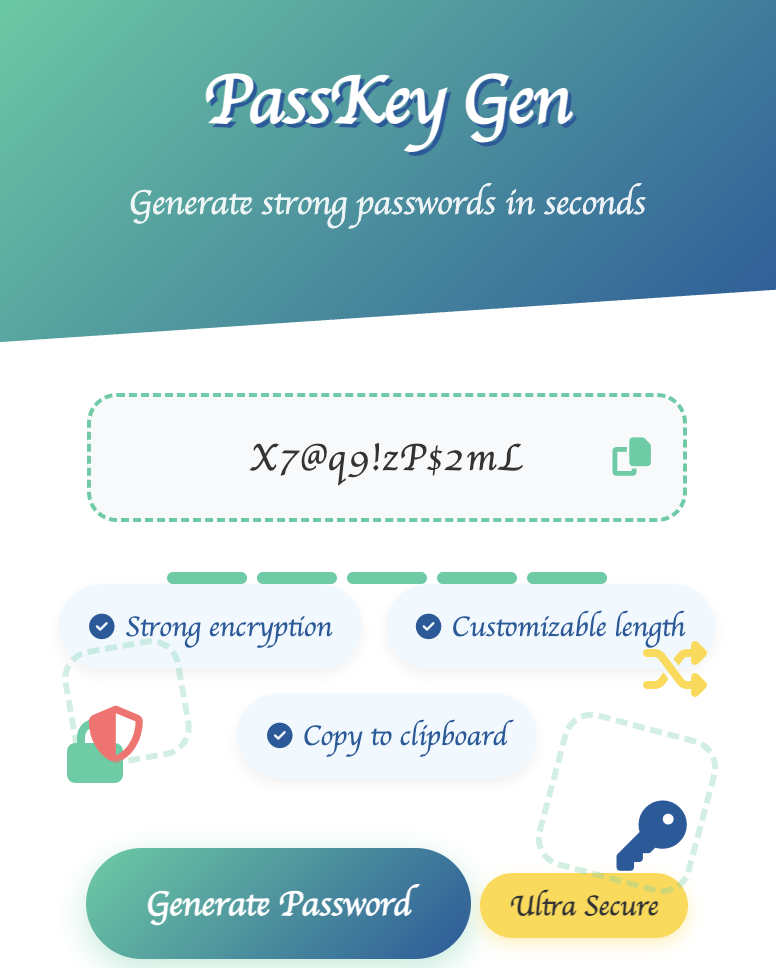 PassKey Gen
Generate strong passwords in seconds
X7@q9!zP$2mL
Strong encryption
Customizable length
Copy to clipboard
Generate Password
Ultra Secure